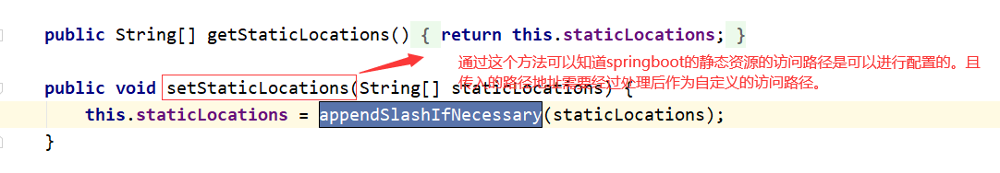 public String[] getStaticLocations() { return this.staticLocations; }
通过这个方法可以知道springboot的静态资源的访问路径是可以进行配置的。且
传入的路径地址需要经过处理后作为自定义的访问路径。
public void setStaticLocations(String[] staticLocations) {
this.staticLocations = appendSlashIfNecessary(staticLocations);
}